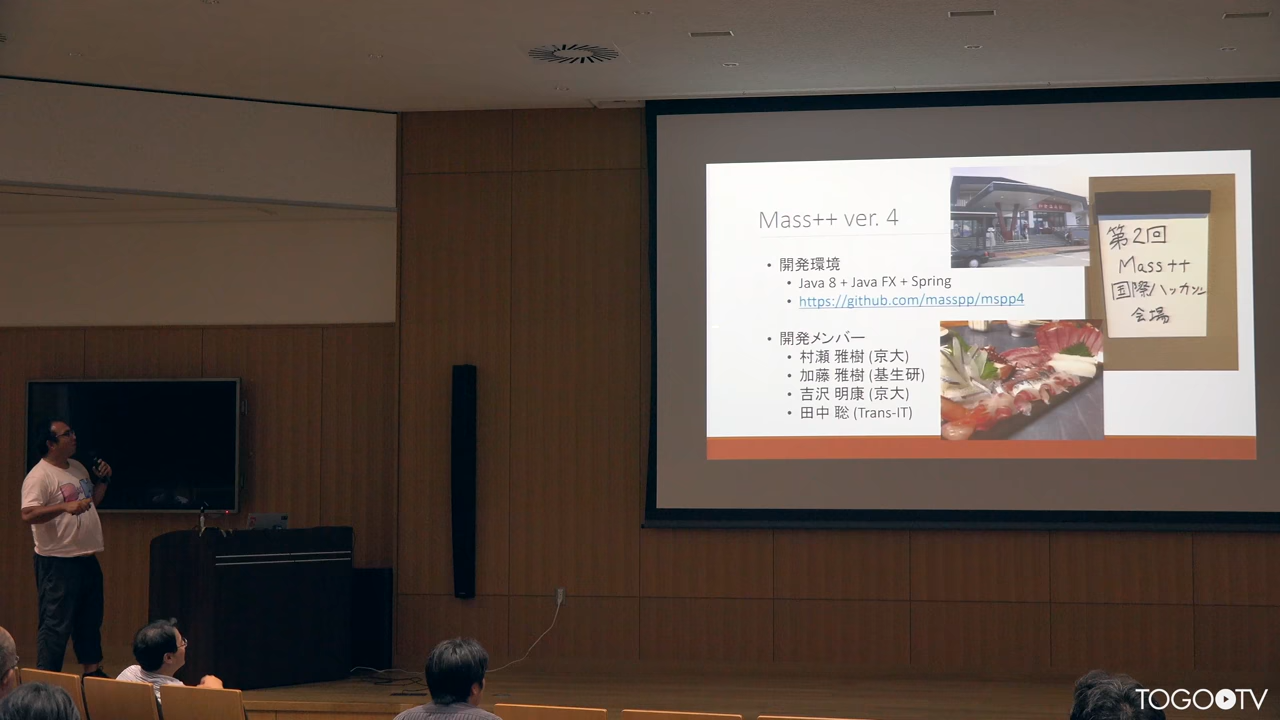 Mass++ ver. 4
• 開発環境
• Java 8 + Java FX + Spring
• https://github.com/masspp/mspp4
• 開発メンバー
• 村瀬 雅樹 (京大)
• 加藤 雅樹 (基生研)
• 吉沢 明康 (京大)
• 田中 聡 (Trans-IT)
第2回
Mass++
国際ハッカソン
会場
TOGOTV